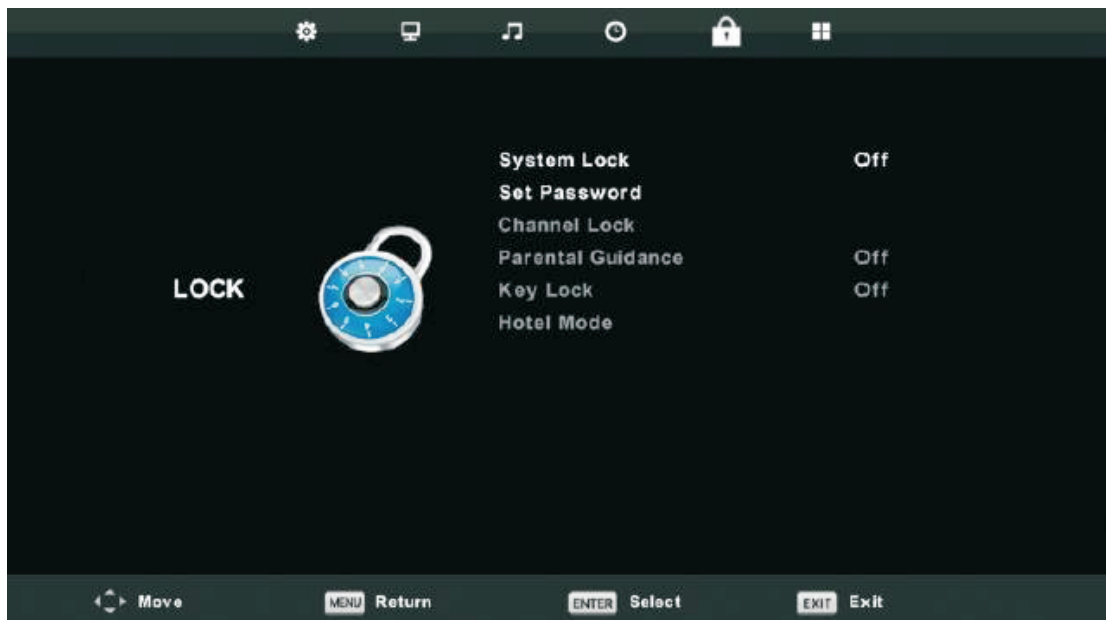 System Lock Off
Set Password
Channel Lock
Parental Guidance Off
LOCK
Key Lock Off
Hotel Mode
Move MENU Return ENTER Select EXIT Exit